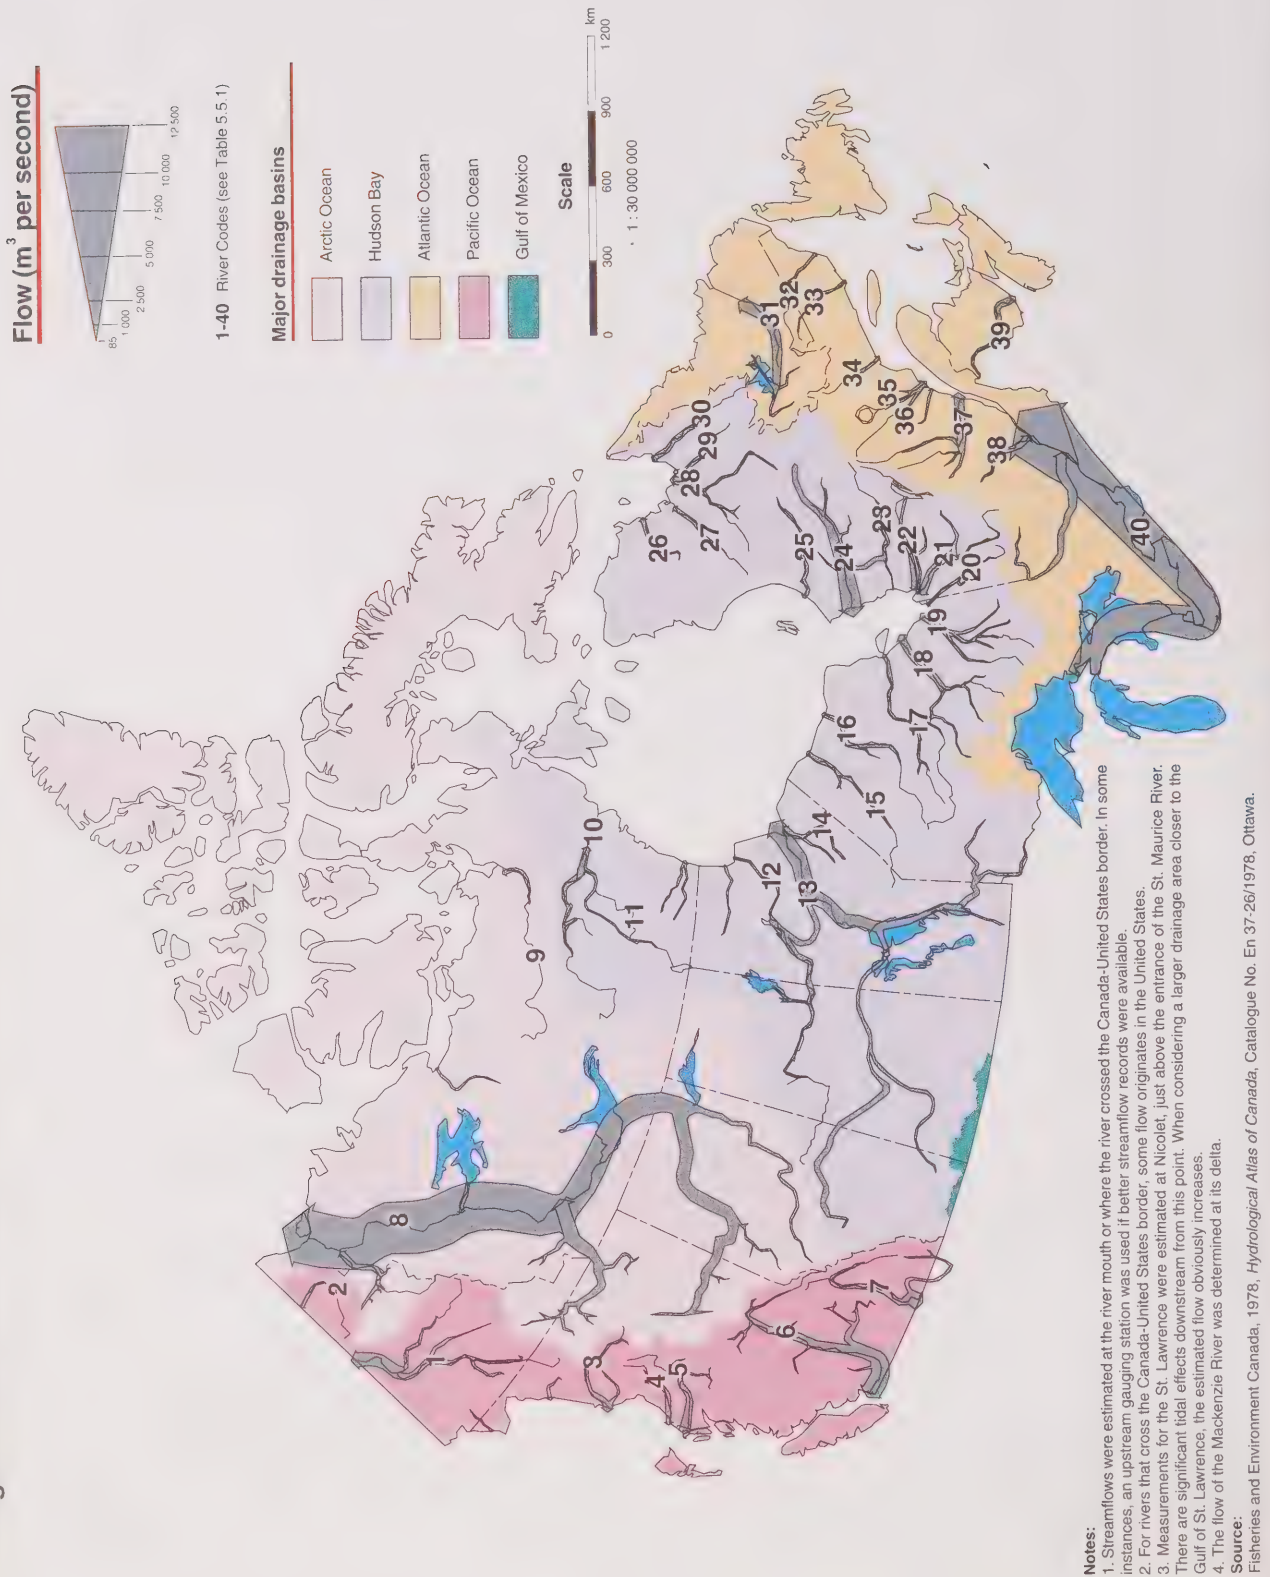 Flow (m³ per second)
65
1 000
2 500
5 000
7 500
10 000
12 500
1-40 River Codes (see Table 5.5.1)
Major drainage basins
Arctic Ocean
Hudson Bay
Atlantic Ocean
Pacific Ocean
Gulf of Mexico
Scale
0 300 600 900 1 200 km
1 : 30 000 000
1
2
3
4
5
6
7
8
9
10
11
12
13
14
15
16
17
18
19
20
21
22
23
24
25
26
27
28
29
30
31
32
33
34
35
36
37
38
39
40
Notes:
1. Streamflows were estimated at the river mouth or where the river crossed the Canada-United States border. In some
instances, an upstream gauging station was used if better streamflow records were available.
2. For rivers that cross the Canada-United States border, some flow originates in the United States.
3. Measurements for the St. Lawrence were estimated at Nicolet, just above the entrance of the St. Maurice River.
There are significant tidal effects downstream from this point. When considering a larger drainage area closer to the
Gulf of St. Lawrence, the estimated flow obviously increases.
4. The flow of the Mackenzie River was determined at its delta.
Source:
Fisheries and Environment Canada, 1978, Hydrological Atlas of Canada, Catalogue No. En 37-26/1978, Ottawa.